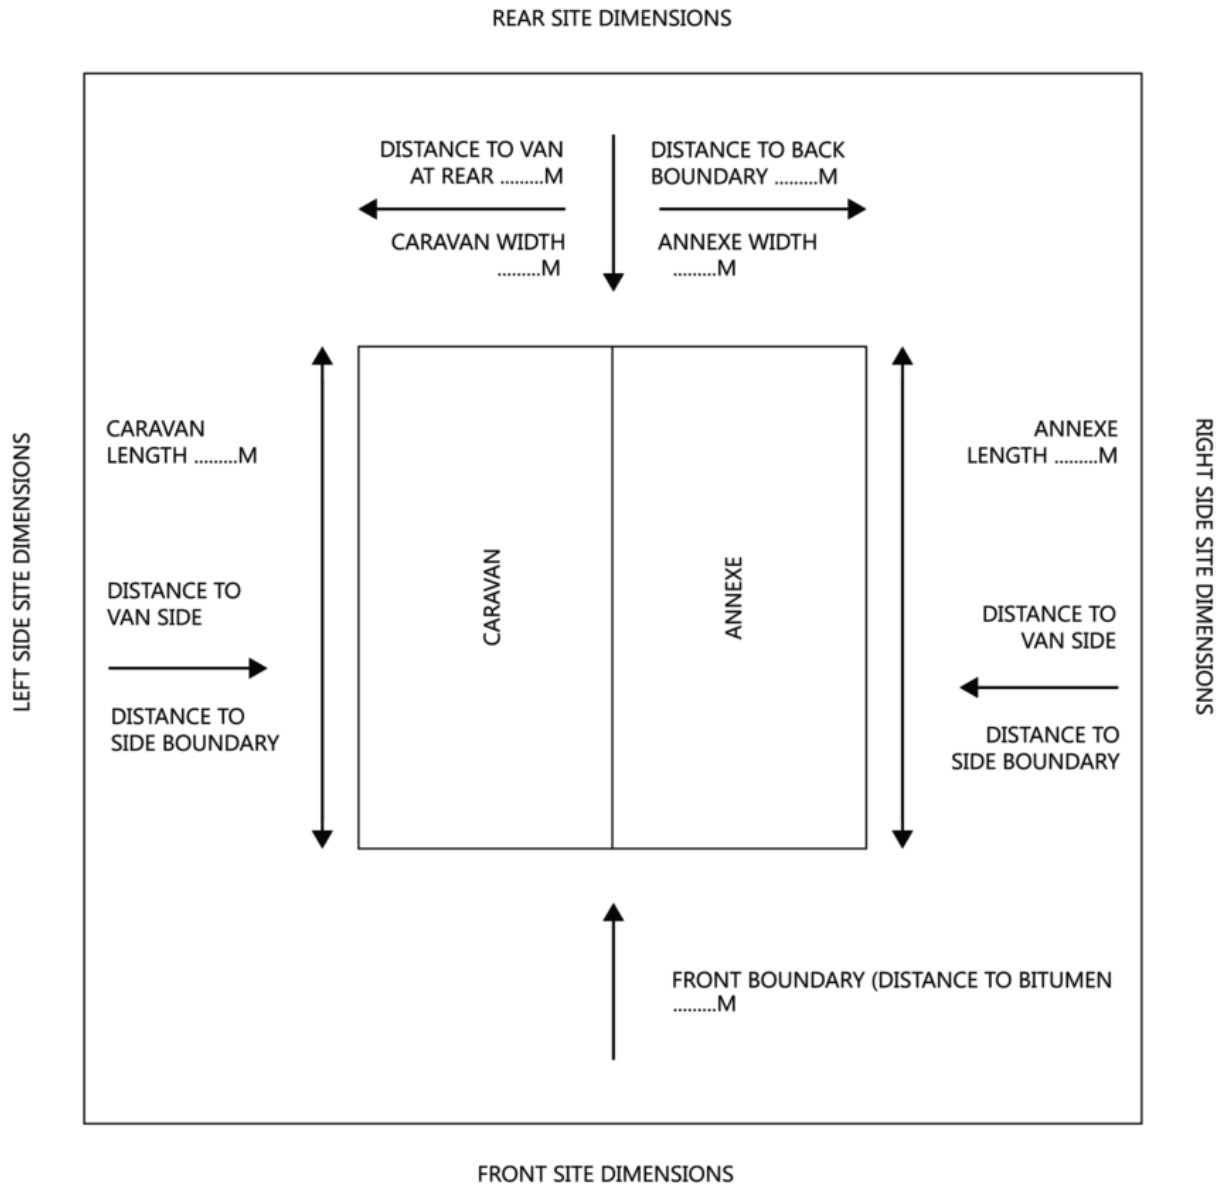 REAR SITE DIMENSIONS
DISTANCE TO VAN
AT REAR .........M
DISTANCE TO BACK
BOUNDARY .........M
CARAVAN WIDTH
.........M
ANNEXE WIDTH
.........M
CARAVAN
LENGTH .........M
ANNEXE
LENGTH .........M
LEFT SIDE SITE DIMENSIONS
RIGHT SIDE SITE DIMENSIONS
CARAVAN
ANNEXE
DISTANCE TO
VAN SIDE
DISTANCE TO
VAN SIDE
DISTANCE TO
SIDE BOUNDARY
DISTANCE TO
SIDE BOUNDARY
FRONT BOUNDARY (DISTANCE TO BITUMEN
.........M
FRONT SITE DIMENSIONS